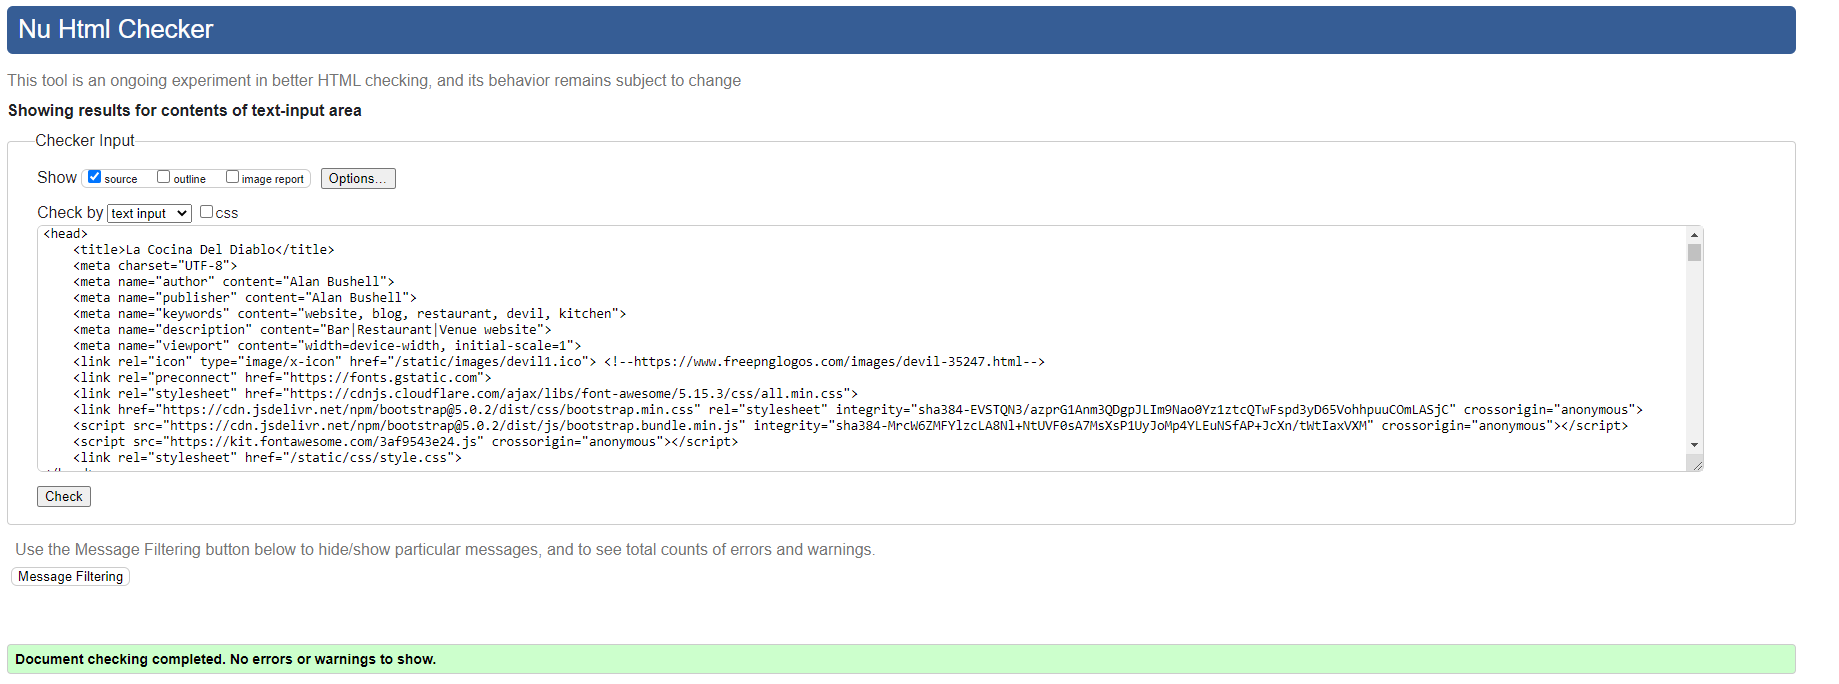 Nu Html Checker
This tool is an ongoing experiment in better HTML checking, and its behavior remains subject to change
Showing results for contents of text-input area
Checker Input
Show source outline image report Options...
Check by text input css
<head>
    <title>La Cocina Del Diablo</title>
    <meta charset="UTF-8">
    <meta name="author" content="Alan Bushell">
    <meta name="publisher" content="Alan Bushell">
    <meta name="keywords" content="website, blog, restaurant, devil, kitchen">
    <meta name="description" content="Bar|Restaurant|Venue website">
    <meta name="viewport" content="width=device-width, initial-scale=1">
    <link rel="icon" type="image/x-icon" href="/static/images/devil1.ico"> <!--https://www.freepnglogos.com/images/devil-35247.html-->
    <link rel="preconnect" href="https://fonts.gstatic.com">
    <link rel="stylesheet" href="https://cdnjs.cloudflare.com/ajax/libs/font-awesome/5.15.3/css/all.min.css">
    <link href="https://cdn.jsdelivr.net/npm/bootstrap@5.0.2/dist/css/bootstrap.min.css" rel="stylesheet" integrity="sha384-EVSTQN3/azprG1Anm3QDgpJLIm9Nao0Yz1ztcQTwFspd3yD65VohhpuuCOmLASjC" crossorigin="anonymous">
    <script src="https://cdn.jsdelivr.net/npm/bootstrap@5.0.2/dist/js/bootstrap.bundle.min.js" integrity="sha384-MrcW6ZMFYlzcLA8Nl+NtUVF0sA7MsXsP1UyJoMp4YLEuNSfAP+JcXn/tWtIaxVXM" crossorigin="anonymous"></script>
    <script src="https://kit.fontawesome.com/3af9543e24.js" crossorigin="anonymous"></script>
    <link rel="stylesheet" href="/static/css/style.css">
Check
Use the Message Filtering button below to hide/show particular messages, and to see total counts of errors and warnings.
Message Filtering
Document checking completed. No errors or warnings to show.